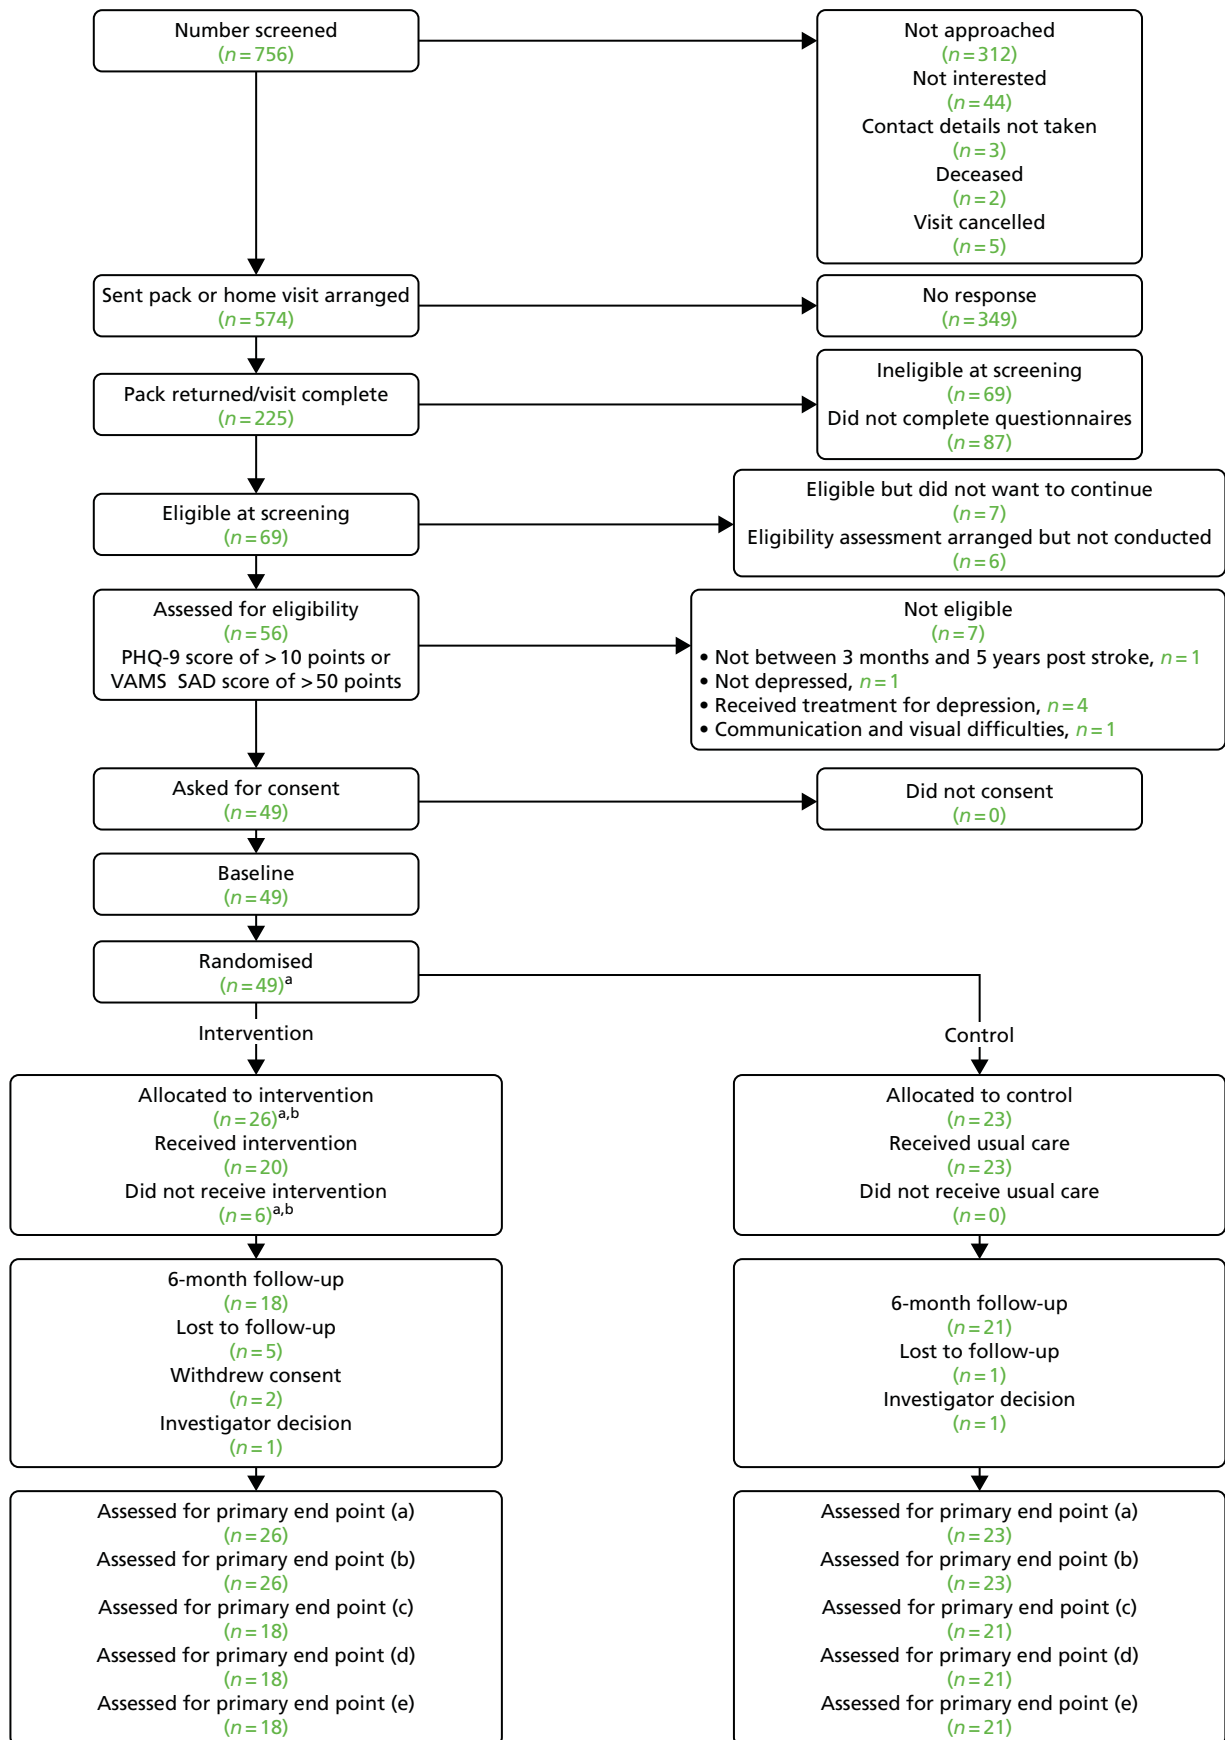 Number screened
(n=756)
Not approached
(n=312)
Not interested
(n=44)
Contact details not taken
(n=3)
Deceased
(n=2)
Visit cancelled
(n=5)
Sent pack or home visit arranged
(n=574)
No response
(n=349)
Pack returned/visit complete
(n=225)
Ineligible at screening
(n=69)
Did not complete questionnaires
(n=87)
Eligible at screening
(n=69)
Eligible but did not want to continue
(n=7)
Eligibility assessment arranged but not conducted
(n=6)
Assessed for eligibility
(n=56)
PHQ-9 score of >10 points or
VAMS SAD score of >50 points
Not eligible
(n=7)
• Not between 3 months and 5 years post stroke, n=1
• Not depressed, n=1
• Received treatment for depression, n=4
• Communication and visual difficulties, n=1
Asked for consent
(n=49)
Did not consent
(n=0)
Baseline
(n=49)
Randomised
(n=49)a
Intervention
Control
Allocated to intervention
(n=26)a,b
Received intervention
(n=20)
Did not receive intervention
(n=6)a,b
Allocated to control
(n=23)
Received usual care
(n=23)
Did not receive usual care
(n=0)
6-month follow-up
(n=18)
Lost to follow-up
(n=5)
Withdrew consent
(n=2)
Investigator decision
(n=1)
6-month follow-up
(n=21)
Lost to follow-up
(n=1)
Investigator decision
(n=1)
Assessed for primary end point (a)
(n=26)
Assessed for primary end point (b)
(n=26)
Assessed for primary end point (c)
(n=18)
Assessed for primary end point (d)
(n=18)
Assessed for primary end point (e)
(n=18)
Assessed for primary end point (a)
(n=23)
Assessed for primary end point (b)
(n=23)
Assessed for primary end point (c)
(n=21)
Assessed for primary end point (d)
(n=21)
Assessed for primary end point (e)
(n=21)